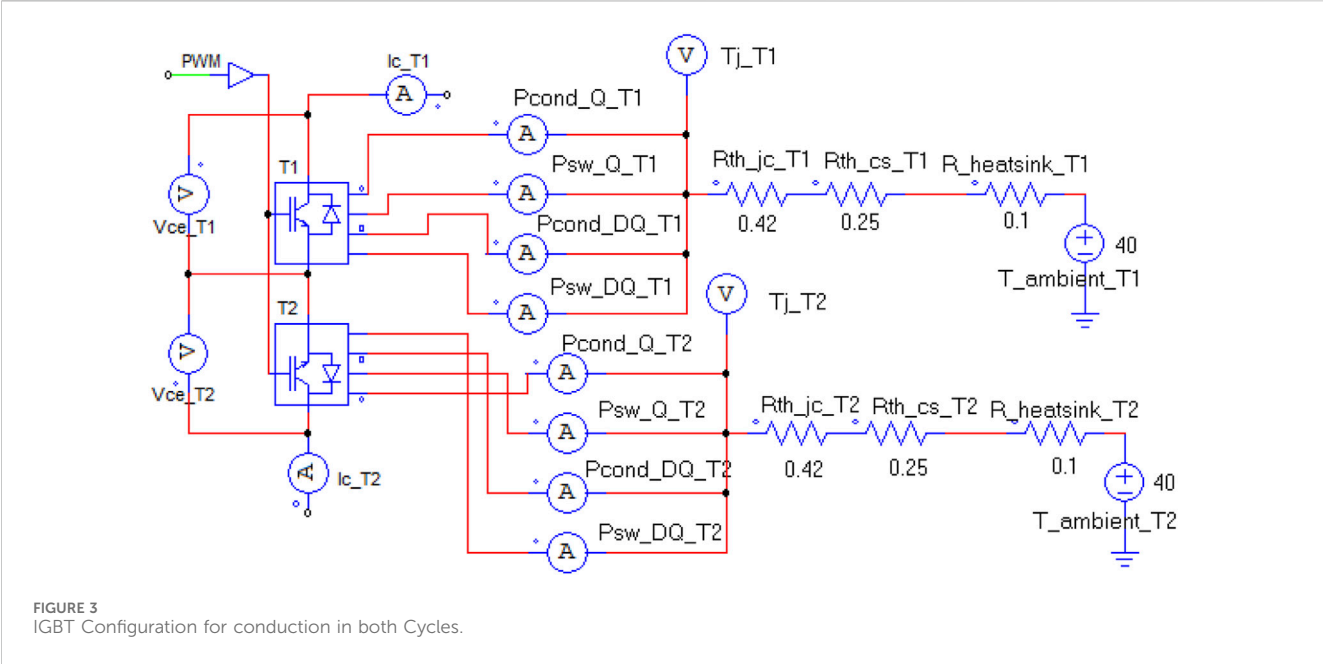 PWM
Ic_T1
V
Tj_T1
A
Pcond_Q_T1
A
T1
Psw_Q_T1
A
Rth_jc_T1
Rth_cs_T1
R_heatsink_T1
0.42
0.25
0.1
V
Vce_T1
Pcond_DQ_T1
A
40
T_ambient_T1
Psw_DQ_T1
A
V
Tj_T2
T2
Pcond_Q_T2
A
V
Vce_T2
Psw_Q_T2
A
Rth_jc_T2
Rth_cs_T2
R_heatsink_T2
0.42
0.25
0.1
A
Ic_T2
Pcond_DQ_T2
A
40
T_ambient_T2
Psw_DQ_T2
A
FIGURE 3
IGBT Configuration for conduction in both Cycles.